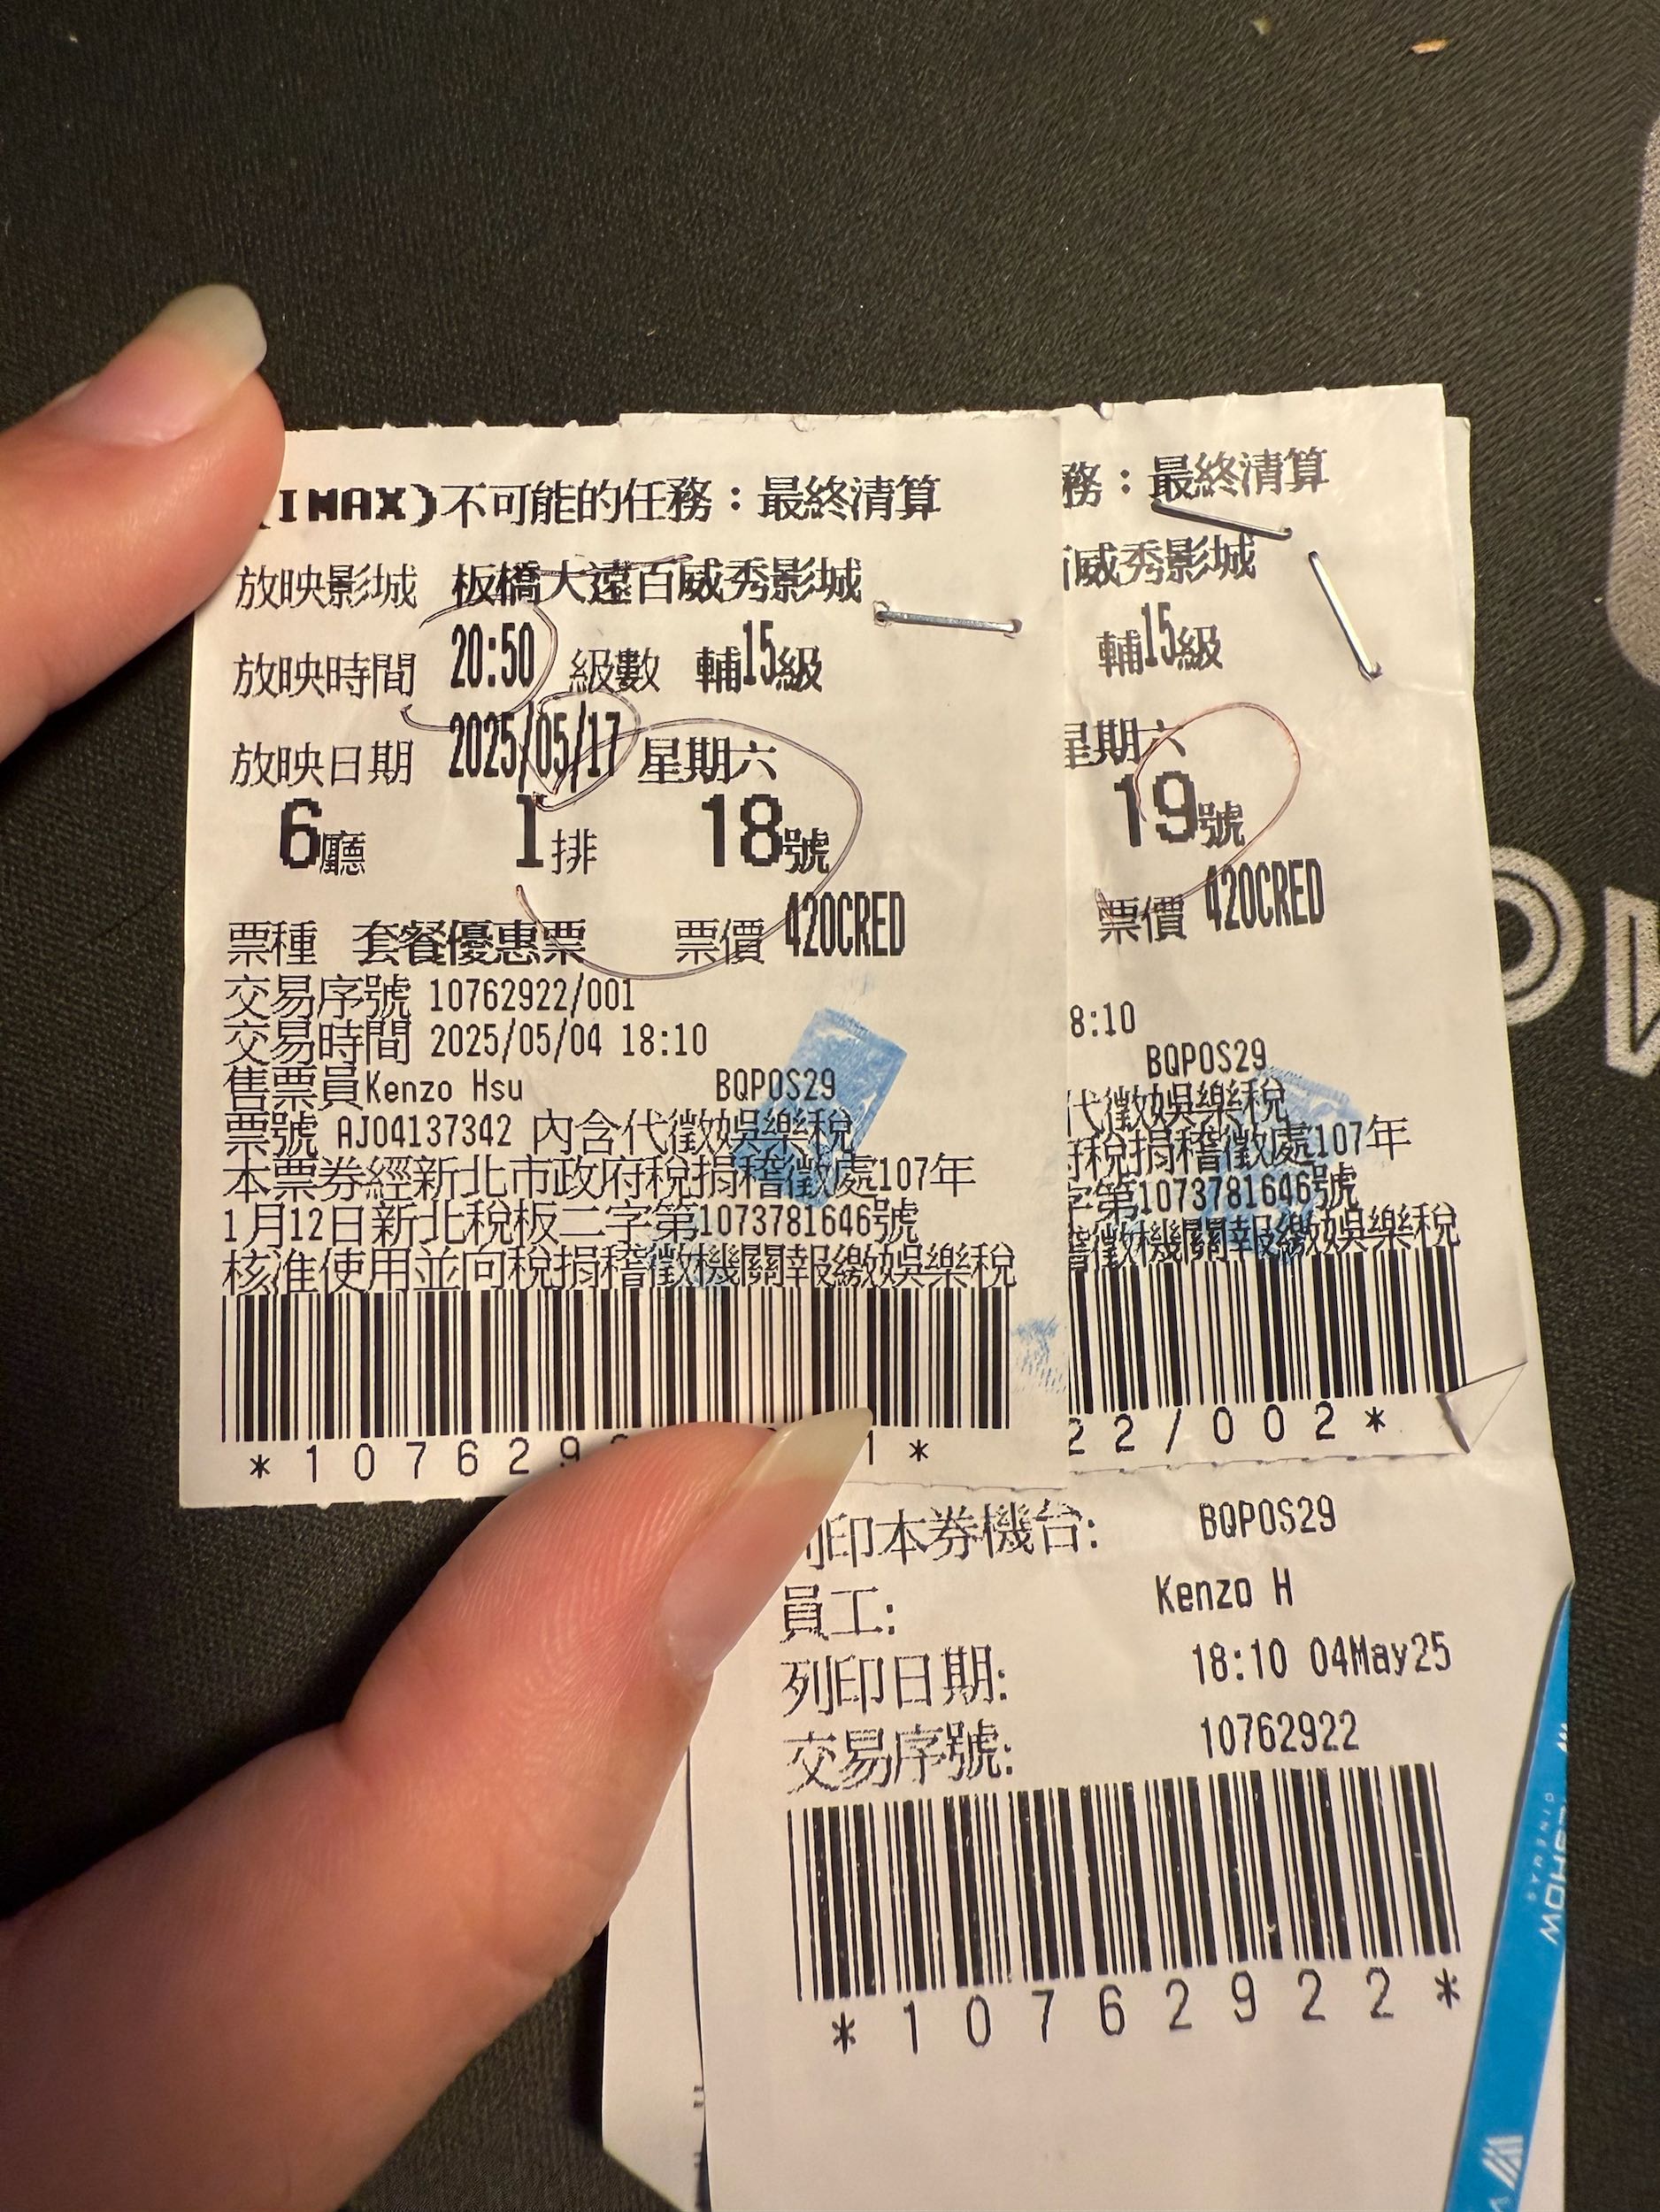 (IMAX)不可能的任務:最終清算
放映影城 板橋大遠百威秀影城
放映時間 20:50 級數 輔15級
放映日期 2025/05/17 星期六
6廳 1排 18號
票種 套餐優惠票 票價 420CRED
交易序號 10762922/001
交易時間 2025/05/04 18:10
售票員Kenzo Hsu BQPOS29
票號 AJ04137342 內含代徵娛樂稅
本票券經新北市政府稅捐稽徵處107年
1月12日新北稅板二字第1073781646號
核准使用並向稅捐稽徵機關報繳娛樂稅
*107629 1*
務:最終清算
威秀影城
輔15級
星期六
19號
票價 420CRED
8:10
BQPOS29
代徵娛樂稅
稅捐稽徵處107年
字第1073781646號
稽徵機關報繳娛樂稅
22/002*
印本券機台: BQPOS29
員工: Kenzo H
列印日期: 18:10 04May25
交易序號: 10762922
*10762922*
CINEMAS